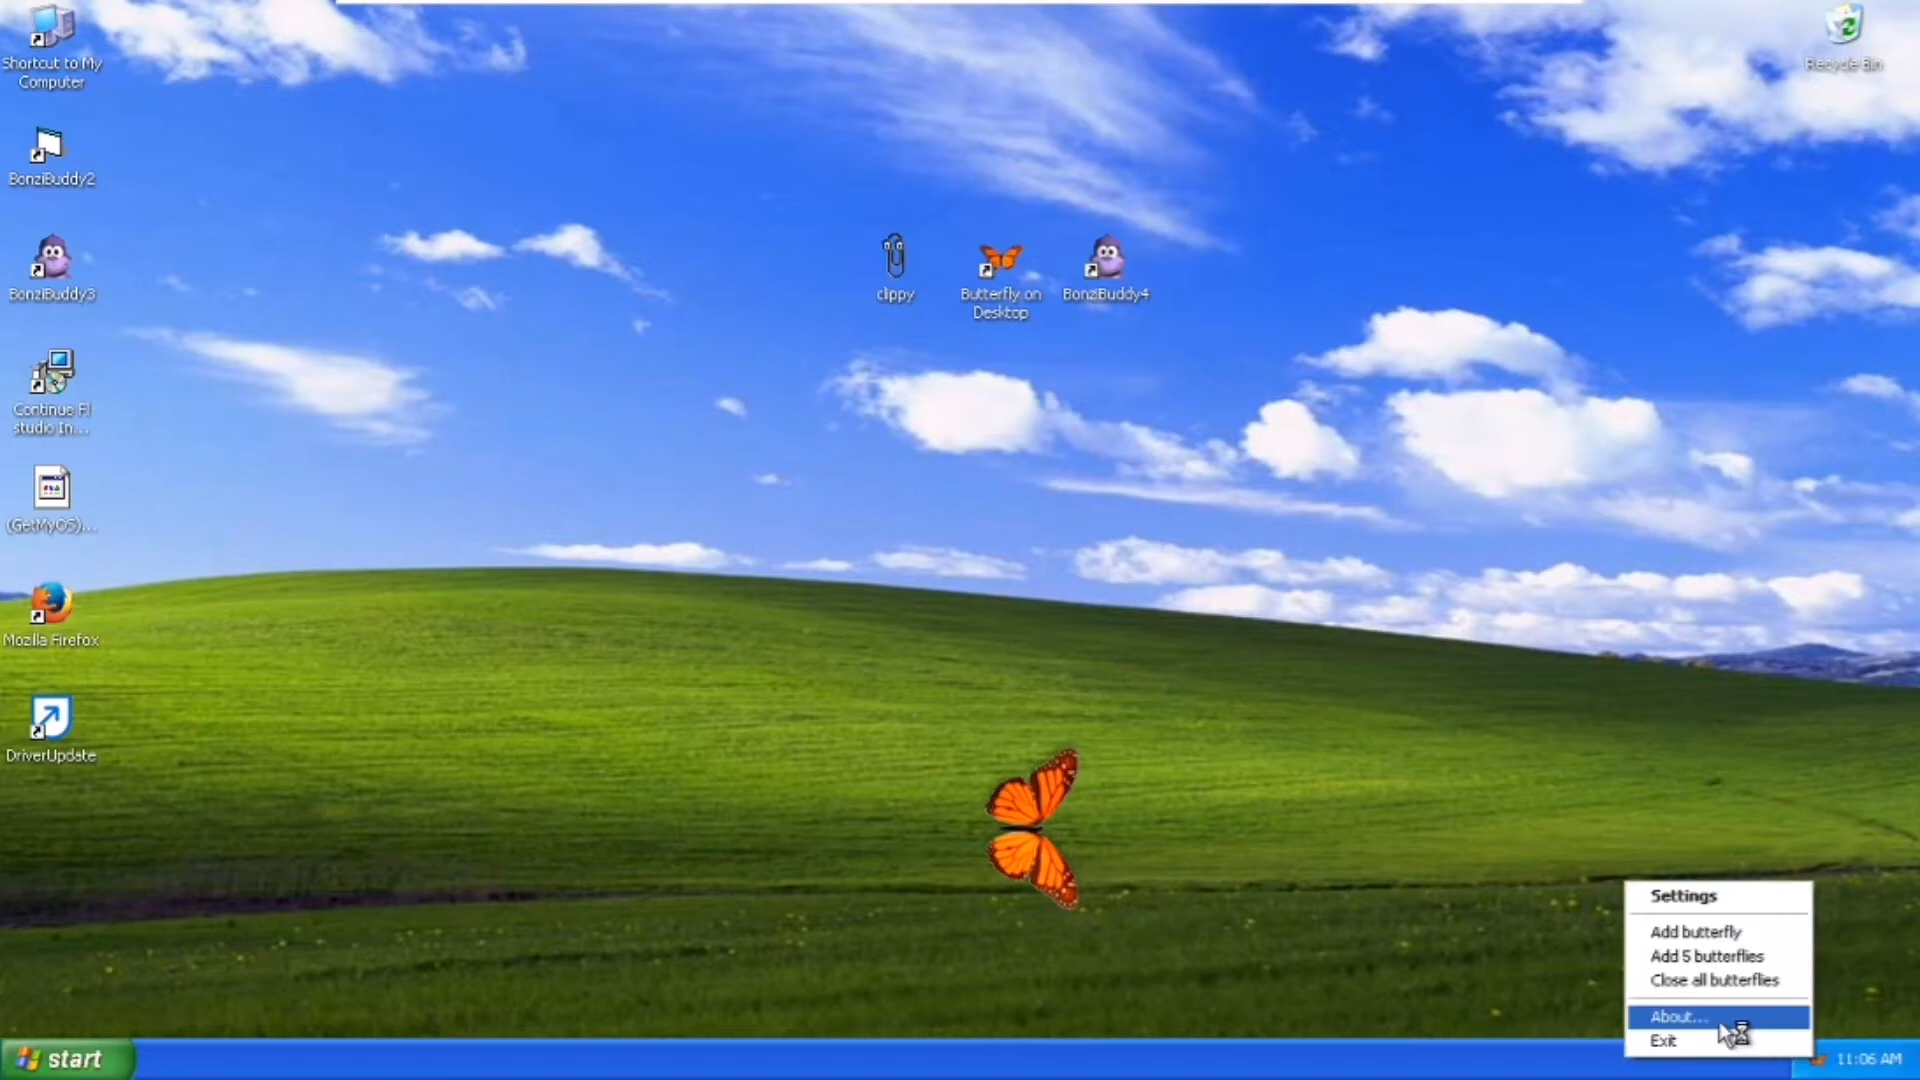 Shortcut to My
Computer
BonziBuddy2
BonziBuddy3
Continue Fl
studio In...
(GetMyOS)...
Mozilla Firefox
DriverUpdate
clippy
Butterfly on
Desktop
BonziBuddy4
Recycle Bin
Settings
Add butterfly
Add 5 butterflies
Close all butterflies
About...
Exit
start
11:06 AM